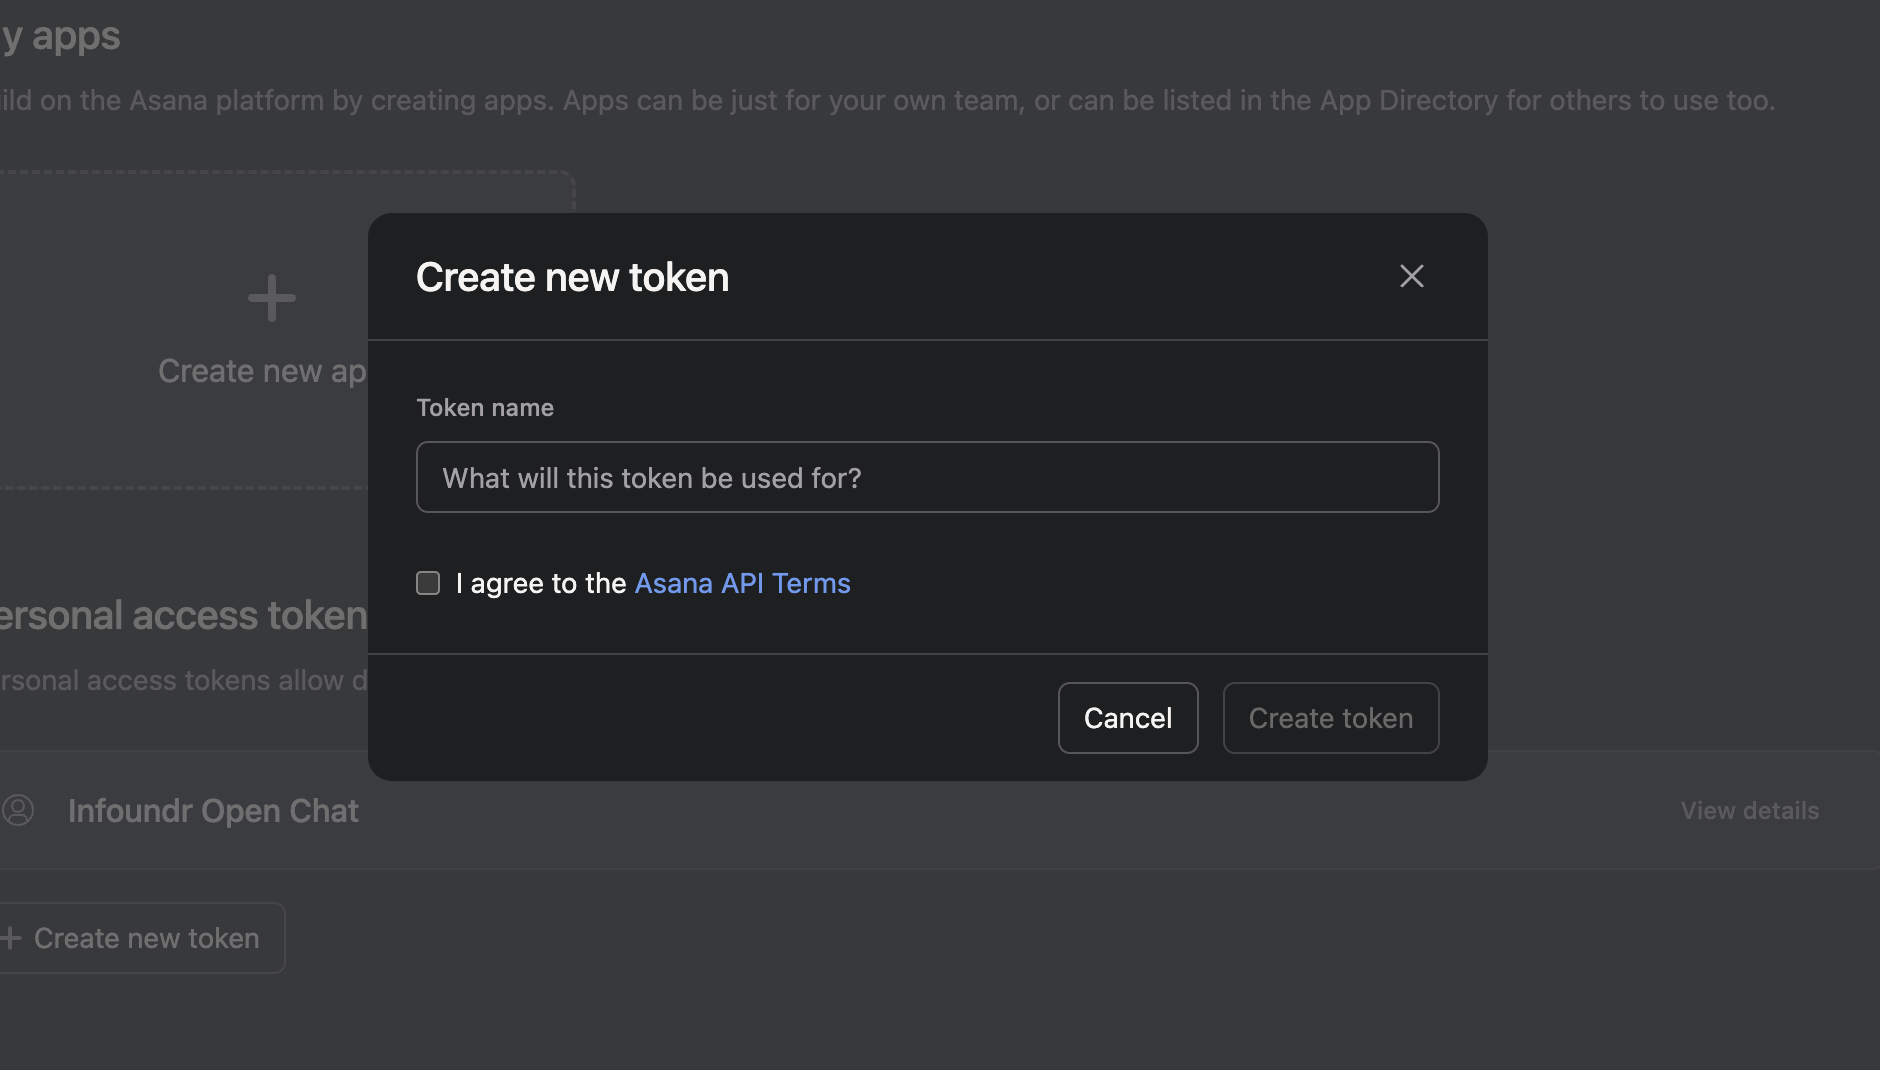 y apps
ild on the Asana platform by creating apps. Apps can be just for your own team, or can be listed in the App Directory for others to use too.
Create new ap
Create new token
Token name
What will this token be used for?
I agree to the Asana API Terms
Cancel
Create token
ersonal access token
rsonal access tokens allow d
Infoundr Open Chat
View details
Create new token